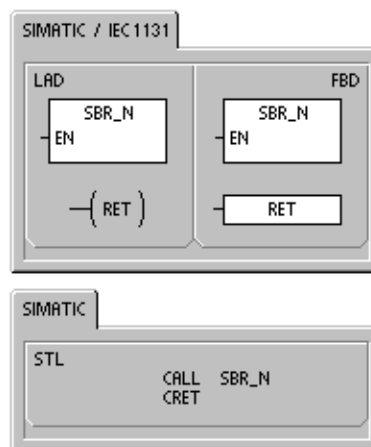 SIMATIC / IEC1131
LAD FBD
SBR_N SBR_N
EN EN
RET RET
SIMATIC
STL
CALL SBR_N
CRET